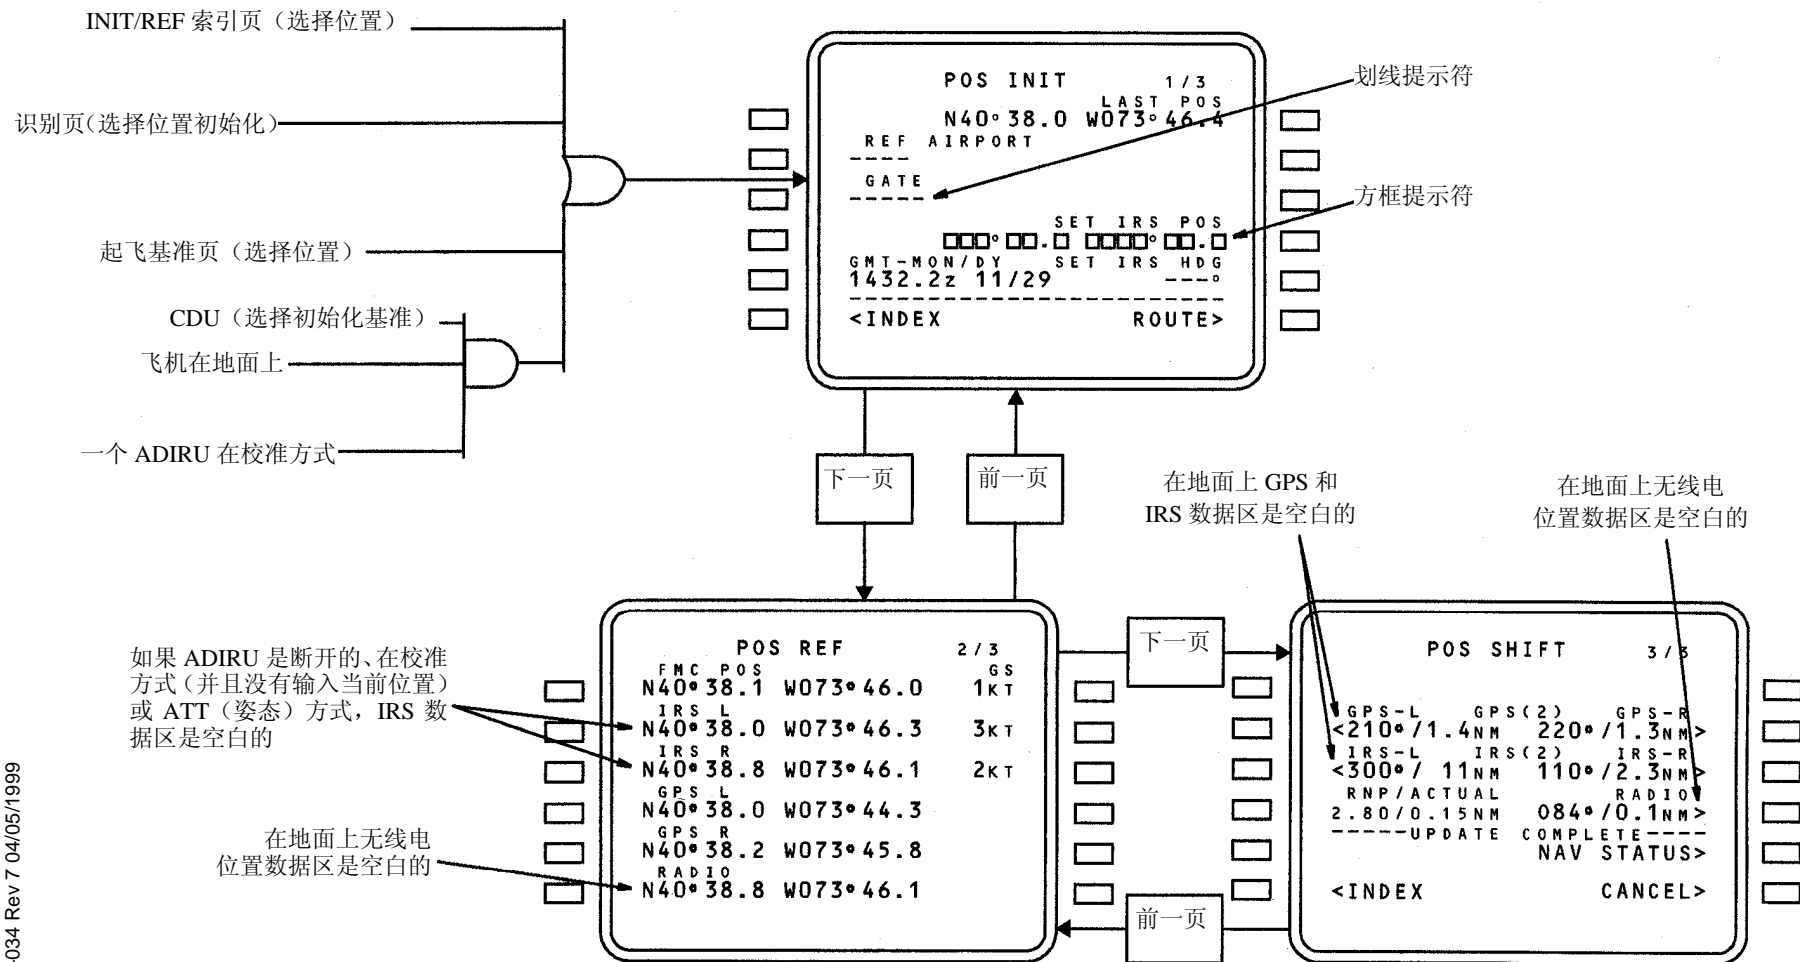 INIT/REF 索引页（选择位置）
识别页（选择位置初始化）
起飞基准页（选择位置）
CDU（选择初始化基准）
飞机在地面上
一个 ADIRU 在校准方式
POS INIT 1/3
LAST POS
N40°38.0 W073°46.4
REF AIRPORT
----
GATE
-----
SET IRS POS
□□□°□□.□ □□□□°□□.□
GMT-MON/DY SET IRS HDG
1432.2z 11/29 ---°
<INDEX ROUTE>
划线提示符
方框提示符
下一页
前一页
如果 ADIRU 是断开的、在校准
方式（并且没有输入当前位置）
或 ATT（姿态）方式，IRS 数
据区是空白的
在地面上无线电
位置数据区是空白的
POS REF 2/3
FMC POS GS
N40°38.1 W073°46.0 1KT
IRS L
N40°38.0 W073°46.3 3KT
IRS R
N40°38.8 W073°46.1 2KT
GPS L
N40°38.0 W073°44.3
GPS R
N40°38.2 W073°45.8
RADIO
N40°38.8 W073°46.1
下一页
前一页
在地面上 GPS 和
IRS 数据区是空白的
在地面上无线电
位置数据区是空白的
POS SHIFT 3/3
GPS-L GPS(2) GPS-R
<210°/1.4NM 220°/1.3NM>
IRS-L IRS(2) IRS-R
<300°/ 11NM 110°/2.3NM>
RNP/ACTUAL RADIO
2.80/0.15NM 084°/0.1NM>
-----UPDATE COMPLETE----
NAV STATUS>
<INDEX CANCEL>
-034 Rev 7 04/05/1999